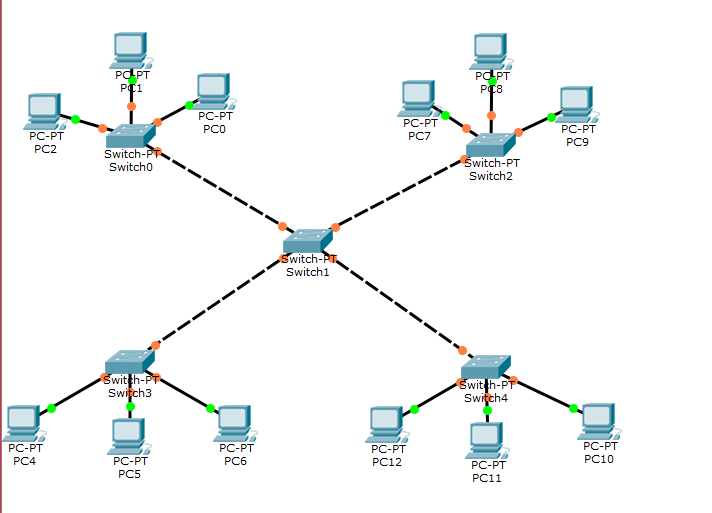 PC-PT
PC1
PC-PT
PC0
PC-PT
PC2
Switch-PT
Switch0
PC-PT
PC8
PC-PT
PC7
PC-PT
PC9
Switch-PT
Switch2
Switch-PT
Switch1
Switch-PT
Switch3
PC-PT
PC4
PC-PT
PC5
PC-PT
PC6
Switch-PT
Switch4
PC-PT
PC12
PC-PT
PC11
PC-PT
PC10